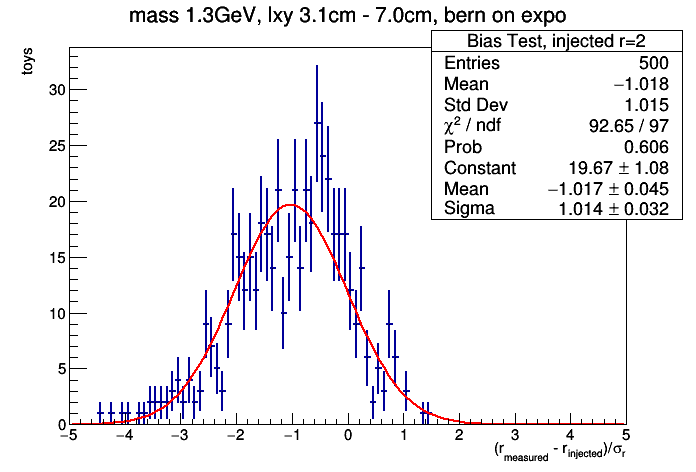 mass 1.3GeV, lxy 3.1cm - 7.0cm, bern on expo
toys
Bias Test, injected r=2
Entries 500
Mean −1.018
Std Dev 1.015
χ² / ndf 92.65 / 97
Prob 0.606
Constant 19.67 ± 1.08
Mean −1.017 ± 0.045
Sigma 1.014 ± 0.032
30
25
20
15
10
5
0
−5 −4 −3 −2 −1 0 1 2 3 4 5
(r_measured - r_injected)/σ_r